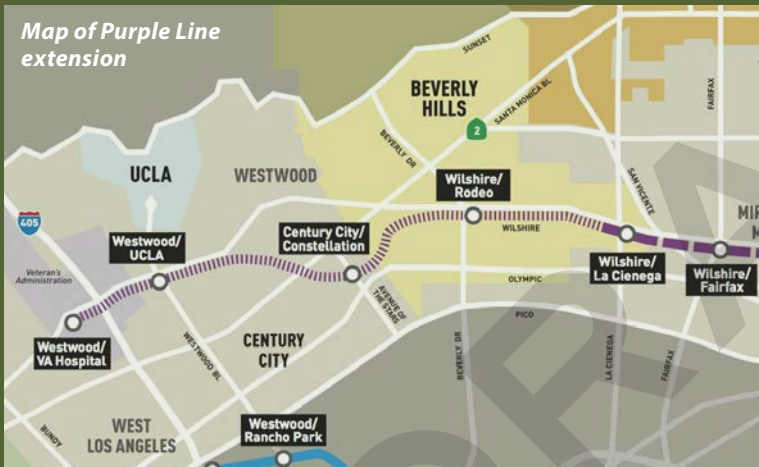 Map of Purple Line
extension
SUNSET
BEVERLY
HILLS
SANTA MONICA BL
FAIRFAX
2
BEVERLY DR
UCLA
WESTWOOD
Wilshire/
Rodeo
SAN VICENTE
405
Westwood/
UCLA
Century City/
Constellation
WILSHIRE
MIR
M
Veteran's
Administration
OLYMPIC
Wilshire/
La Cienega
Wilshire/
Fairfax
AVENUE OF
THE STARS
PICO
Westwood/
VA Hospital
WESTWOOD BL
CENTURY
CITY
BEVERLY DR
LA CIENEGA
FAIRFAX
BUNDY
WEST
LOS ANGELES
Westwood/
Rancho Park